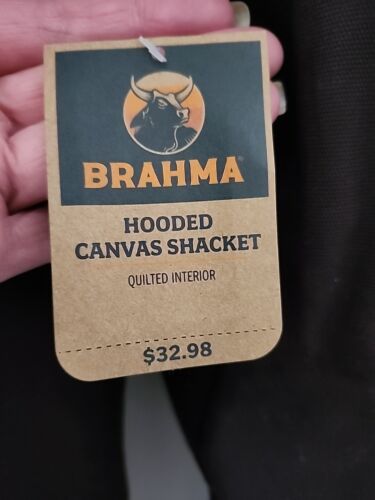 BRAHMA
HOODED
CANVAS SHACKET
QUILTED INTERIOR
$32.98